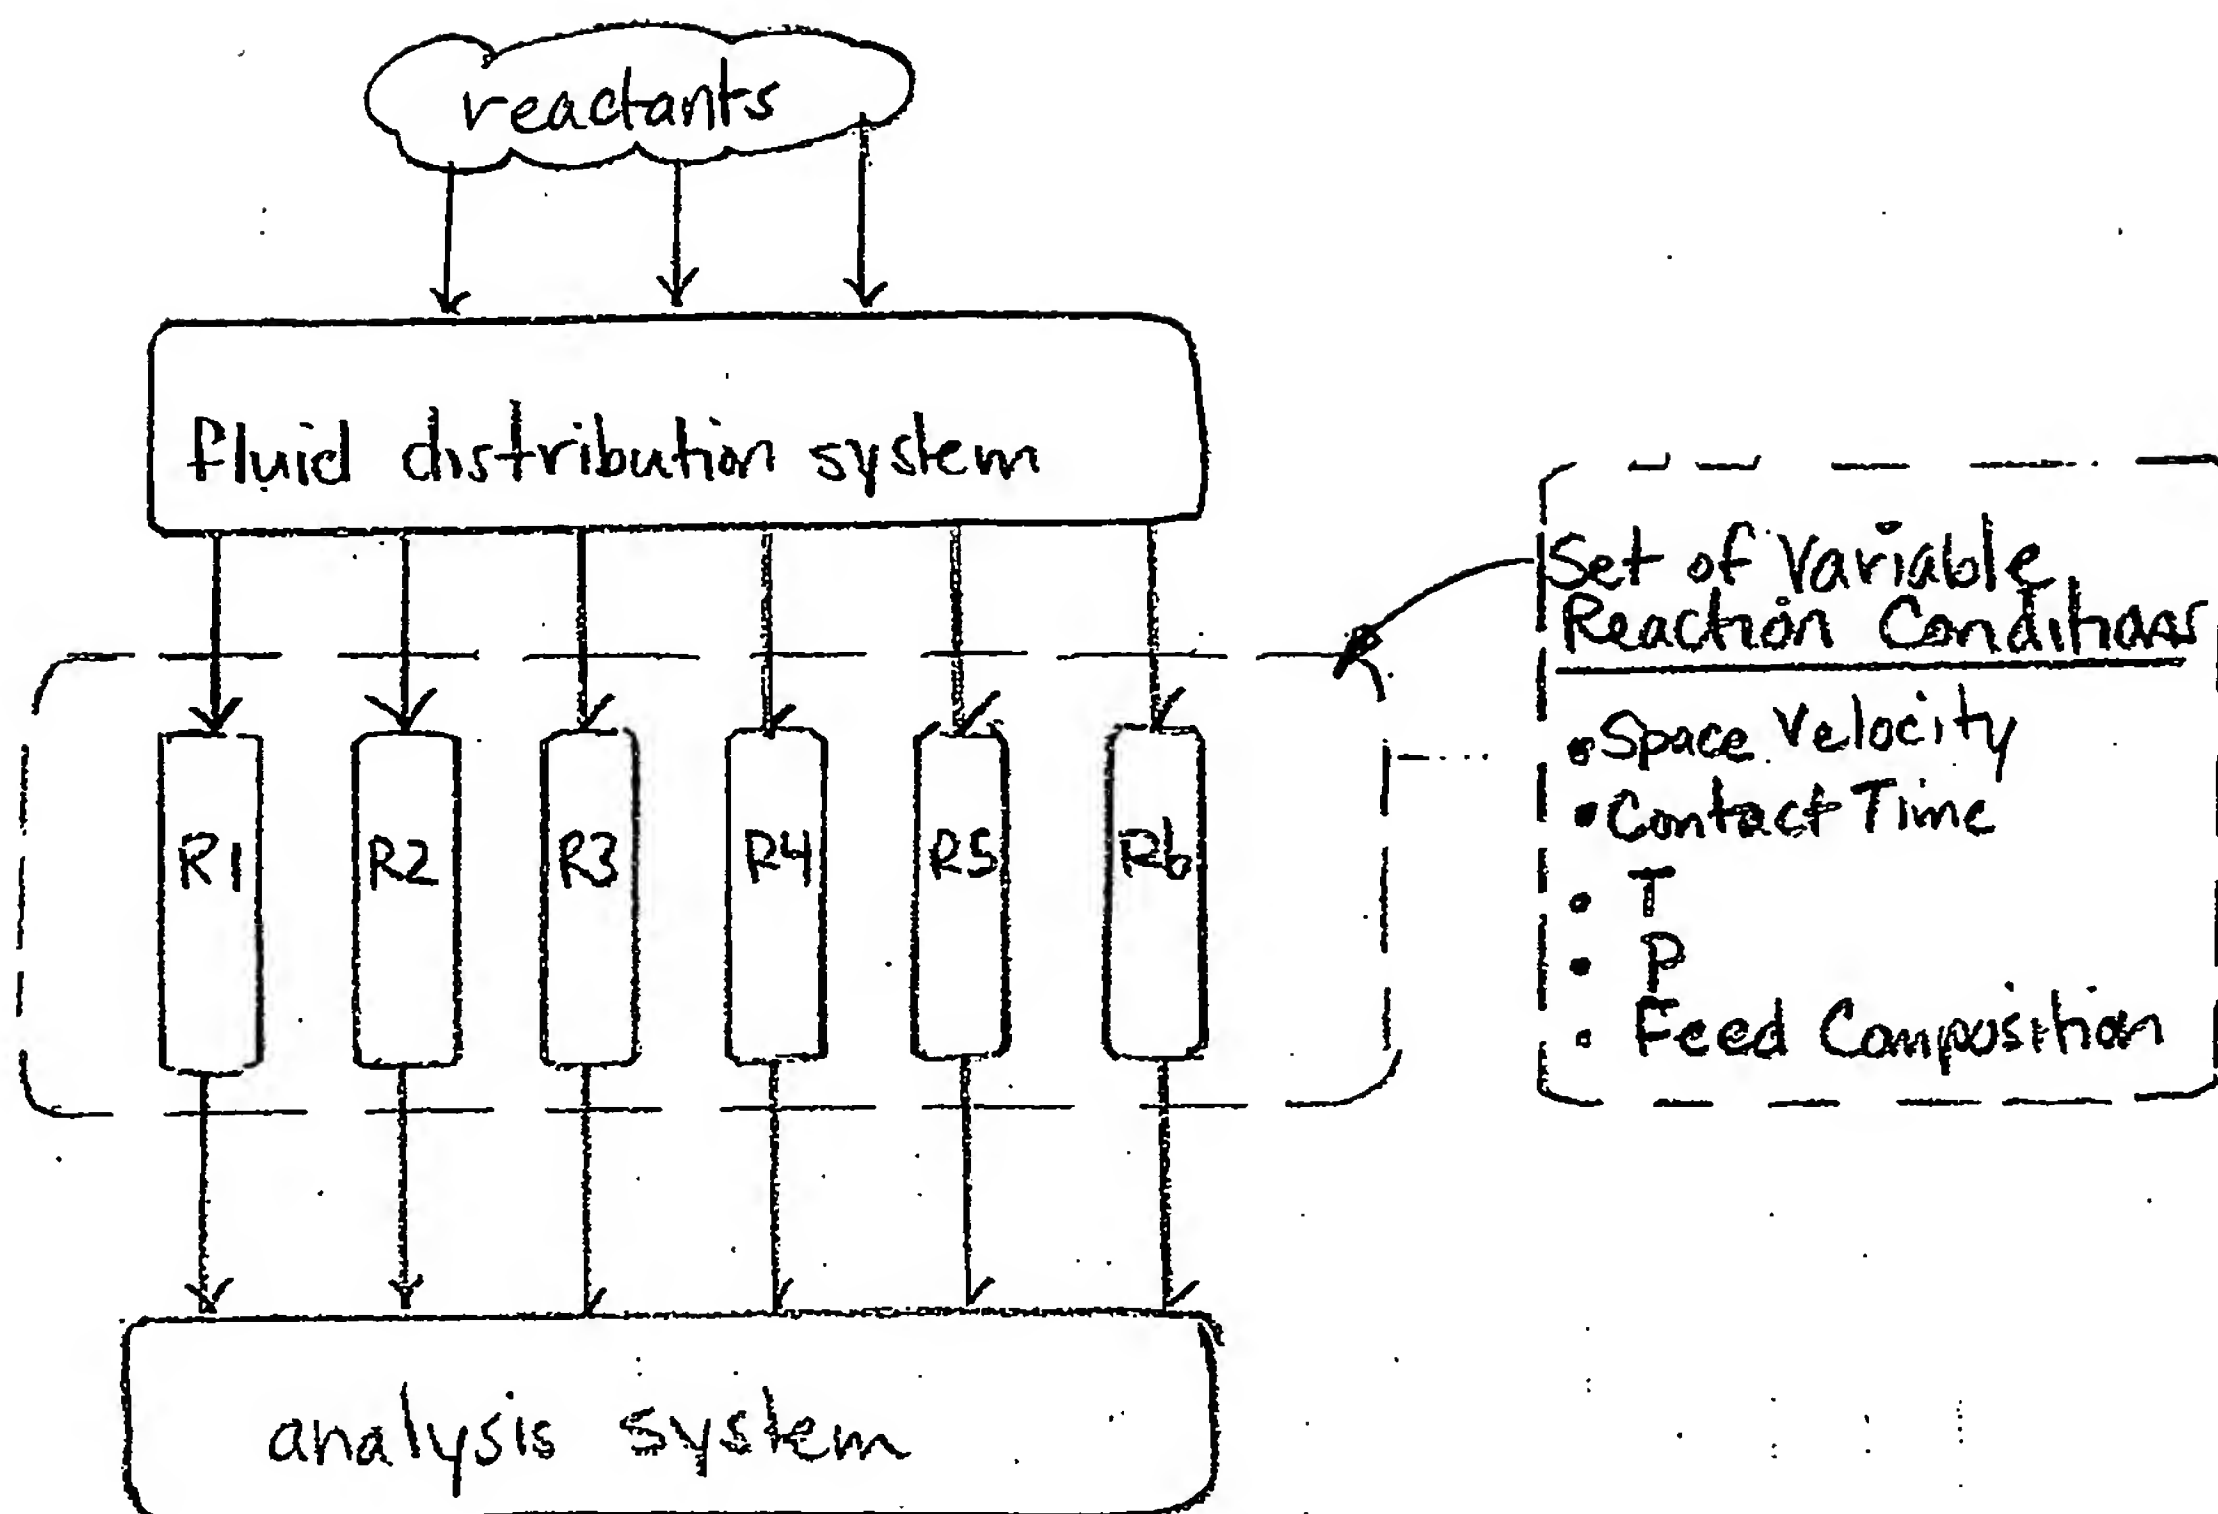 reactants
fluid distribution system
R1 R2 R3 R4 R5 R6
analysis system
Set of Variable
Reaction Conditions
• Space Velocity
• Contact Time
• T
• P
• Feed Composition